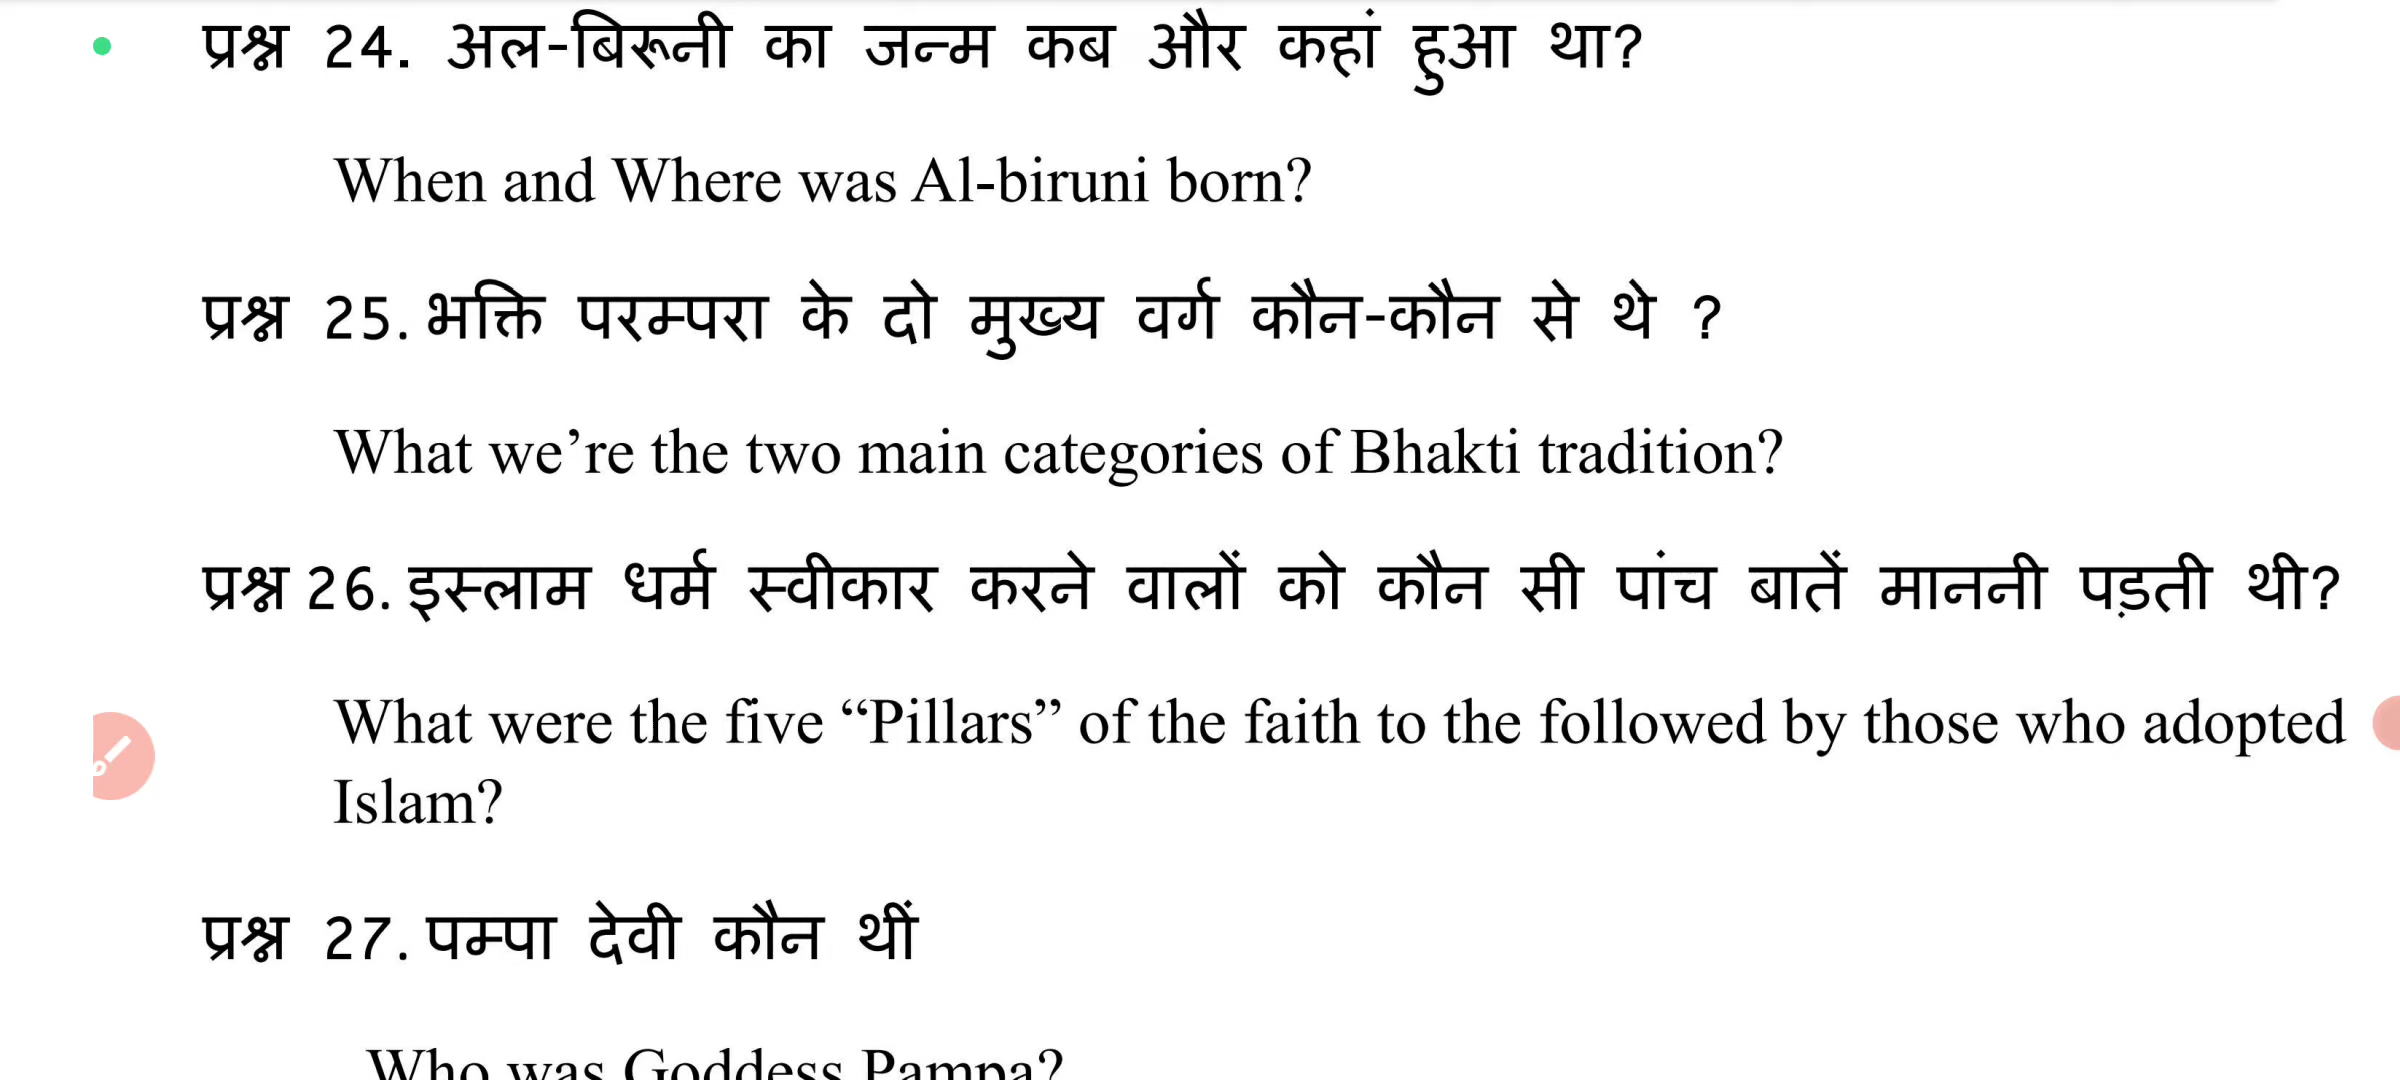 प्रश्न 24. अल-बिरूनी का जन्म कब और कहां हुआ था?
When and Where was Al-biruni born?
प्रश्न 25. भक्ति परम्परा के दो मुख्य वर्ग कौन-कौन से थे ?
What we’re the two main categories of Bhakti tradition?
प्रश्न 26. इस्लाम धर्म स्वीकार करने वालों को कौन सी पांच बातें माननी पड़ती थी?
What were the five “Pillars” of the faith to the followed by those who adopted
Islam?
प्रश्न 27. पम्पा देवी कौन थीं
Who was Goddess Pampa?